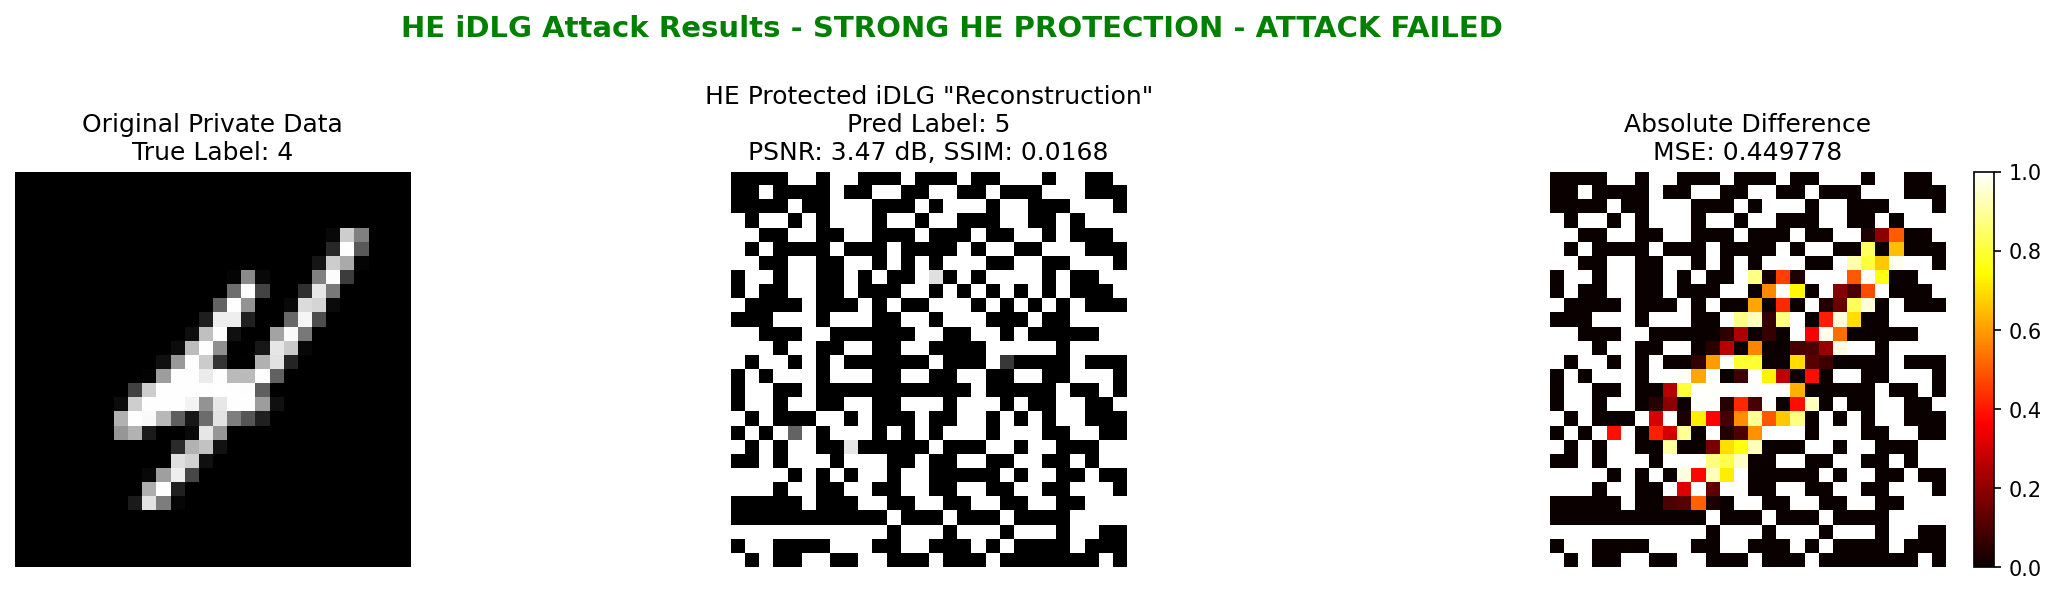 HE iDLG Attack Results - STRONG HE PROTECTION - ATTACK FAILED
Original Private Data
True Label: 4
HE Protected iDLG "Reconstruction"
Pred Label: 5
PSNR: 3.47 dB, SSIM: 0.0168
Absolute Difference
MSE: 0.449778
1.0
0.8
0.6
0.4
0.2
0.0